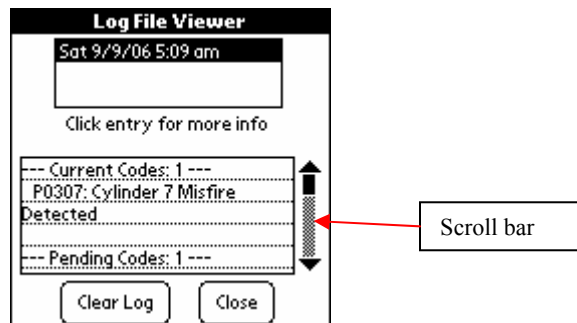 Log File Viewer
Sat 9/9/06 5:09 am
Click entry for more info
--- Current Codes: 1 ---
P0307: Cylinder 7 Misfire
Detected
--- Pending Codes: 1 ---
Scroll bar
Clear Log
Close